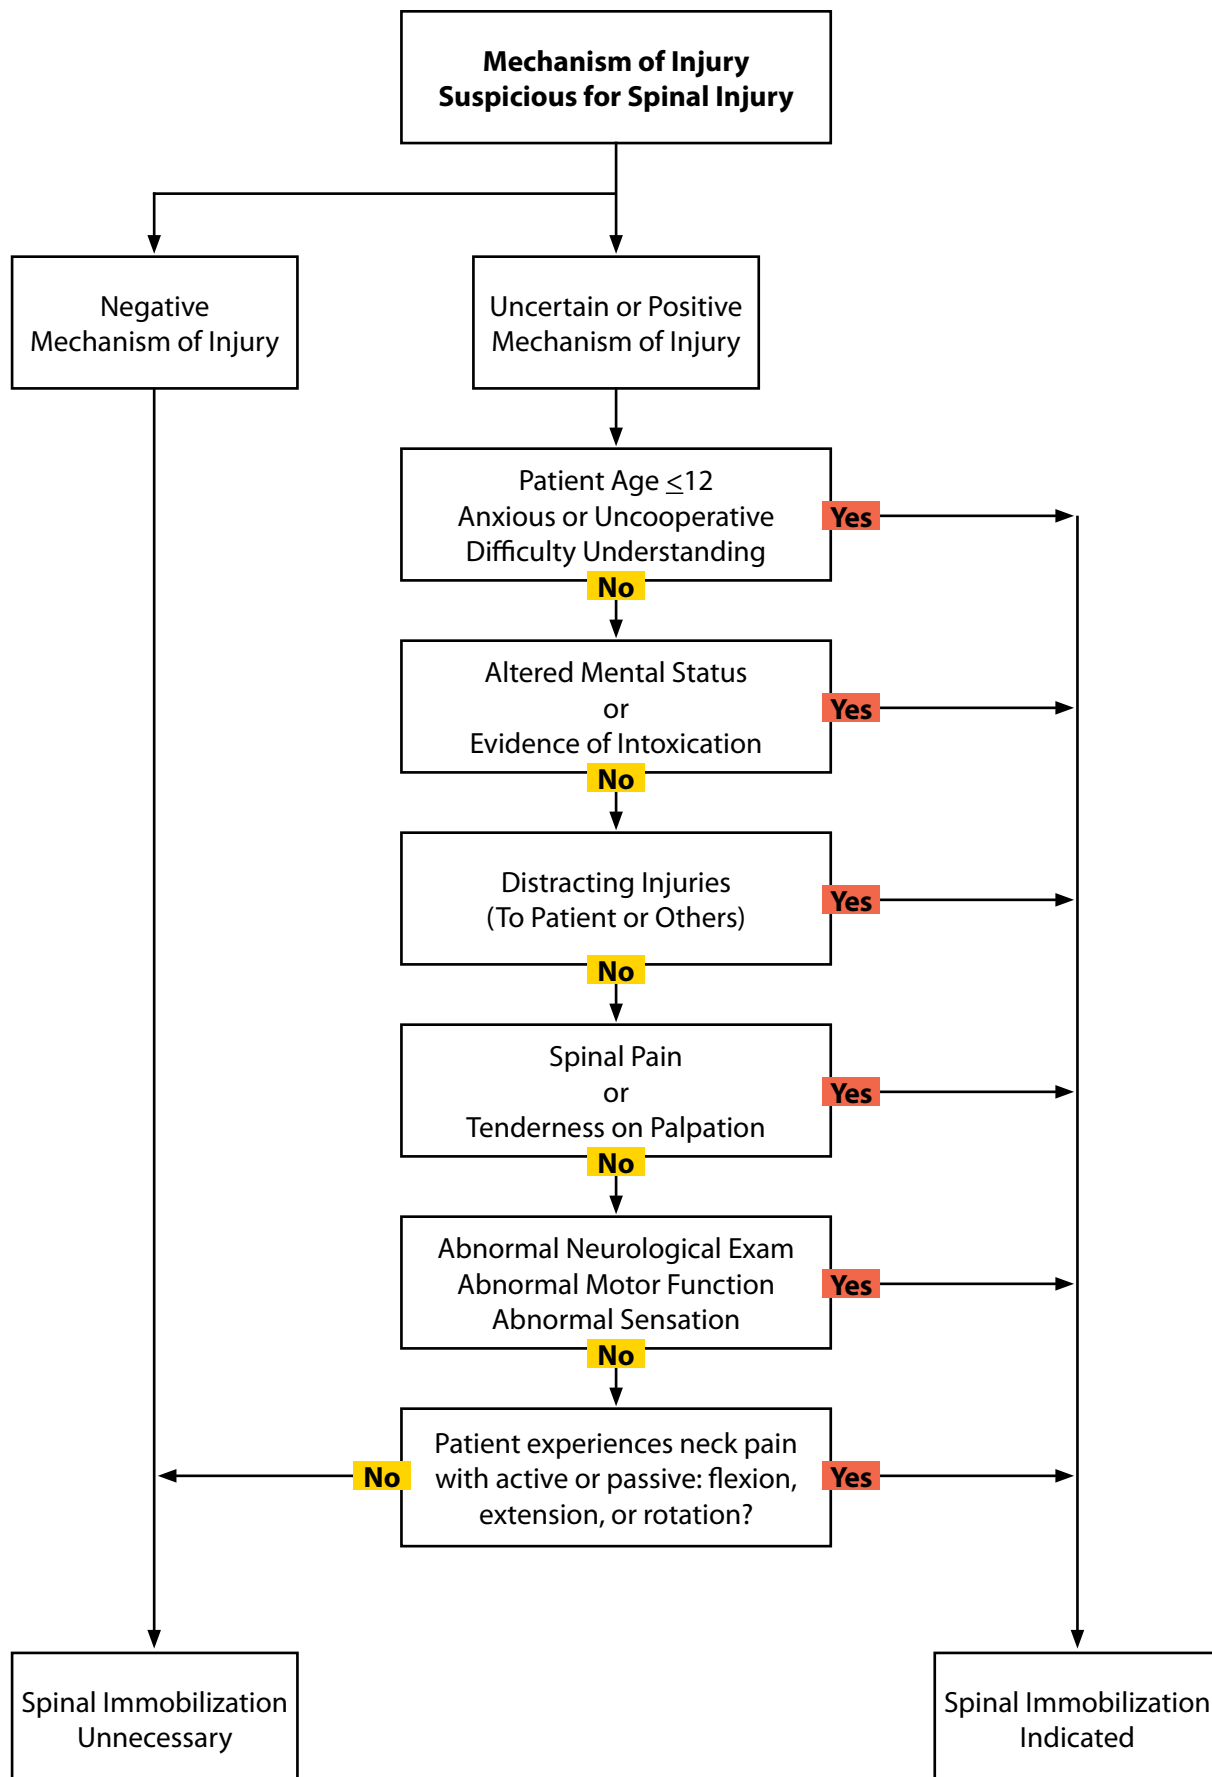 Mechanism of Injury
Suspicious for Spinal Injury
Negative
Mechanism of Injury
Uncertain or Positive
Mechanism of Injury
Patient Age ≤12
Anxious or Uncooperative
Difficulty Understanding
Yes
No
Altered Mental Status
or
Evidence of Intoxication
Yes
No
Distracting Injuries
(To Patient or Others)
Yes
No
Spinal Pain
or
Tenderness on Palpation
Yes
No
Abnormal Neurological Exam
Abnormal Motor Function
Abnormal Sensation
Yes
No
Patient experiences neck pain
with active or passive: flexion,
extension, or rotation?
No
Yes
Spinal Immobilization
Unnecessary
Spinal Immobilization
Indicated